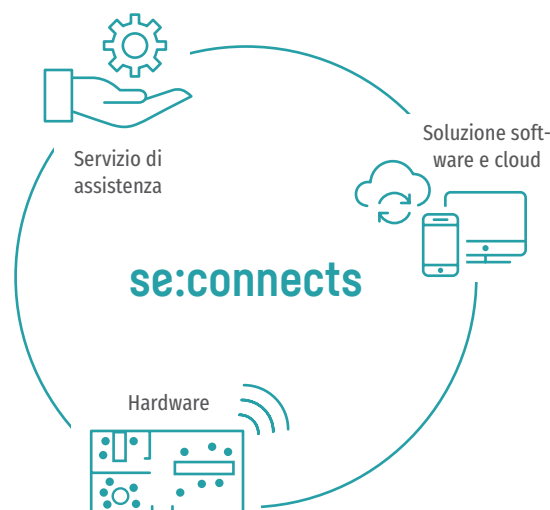 Servizio di
assistenza
Soluzione soft-
ware e cloud
se:connects
Hardware